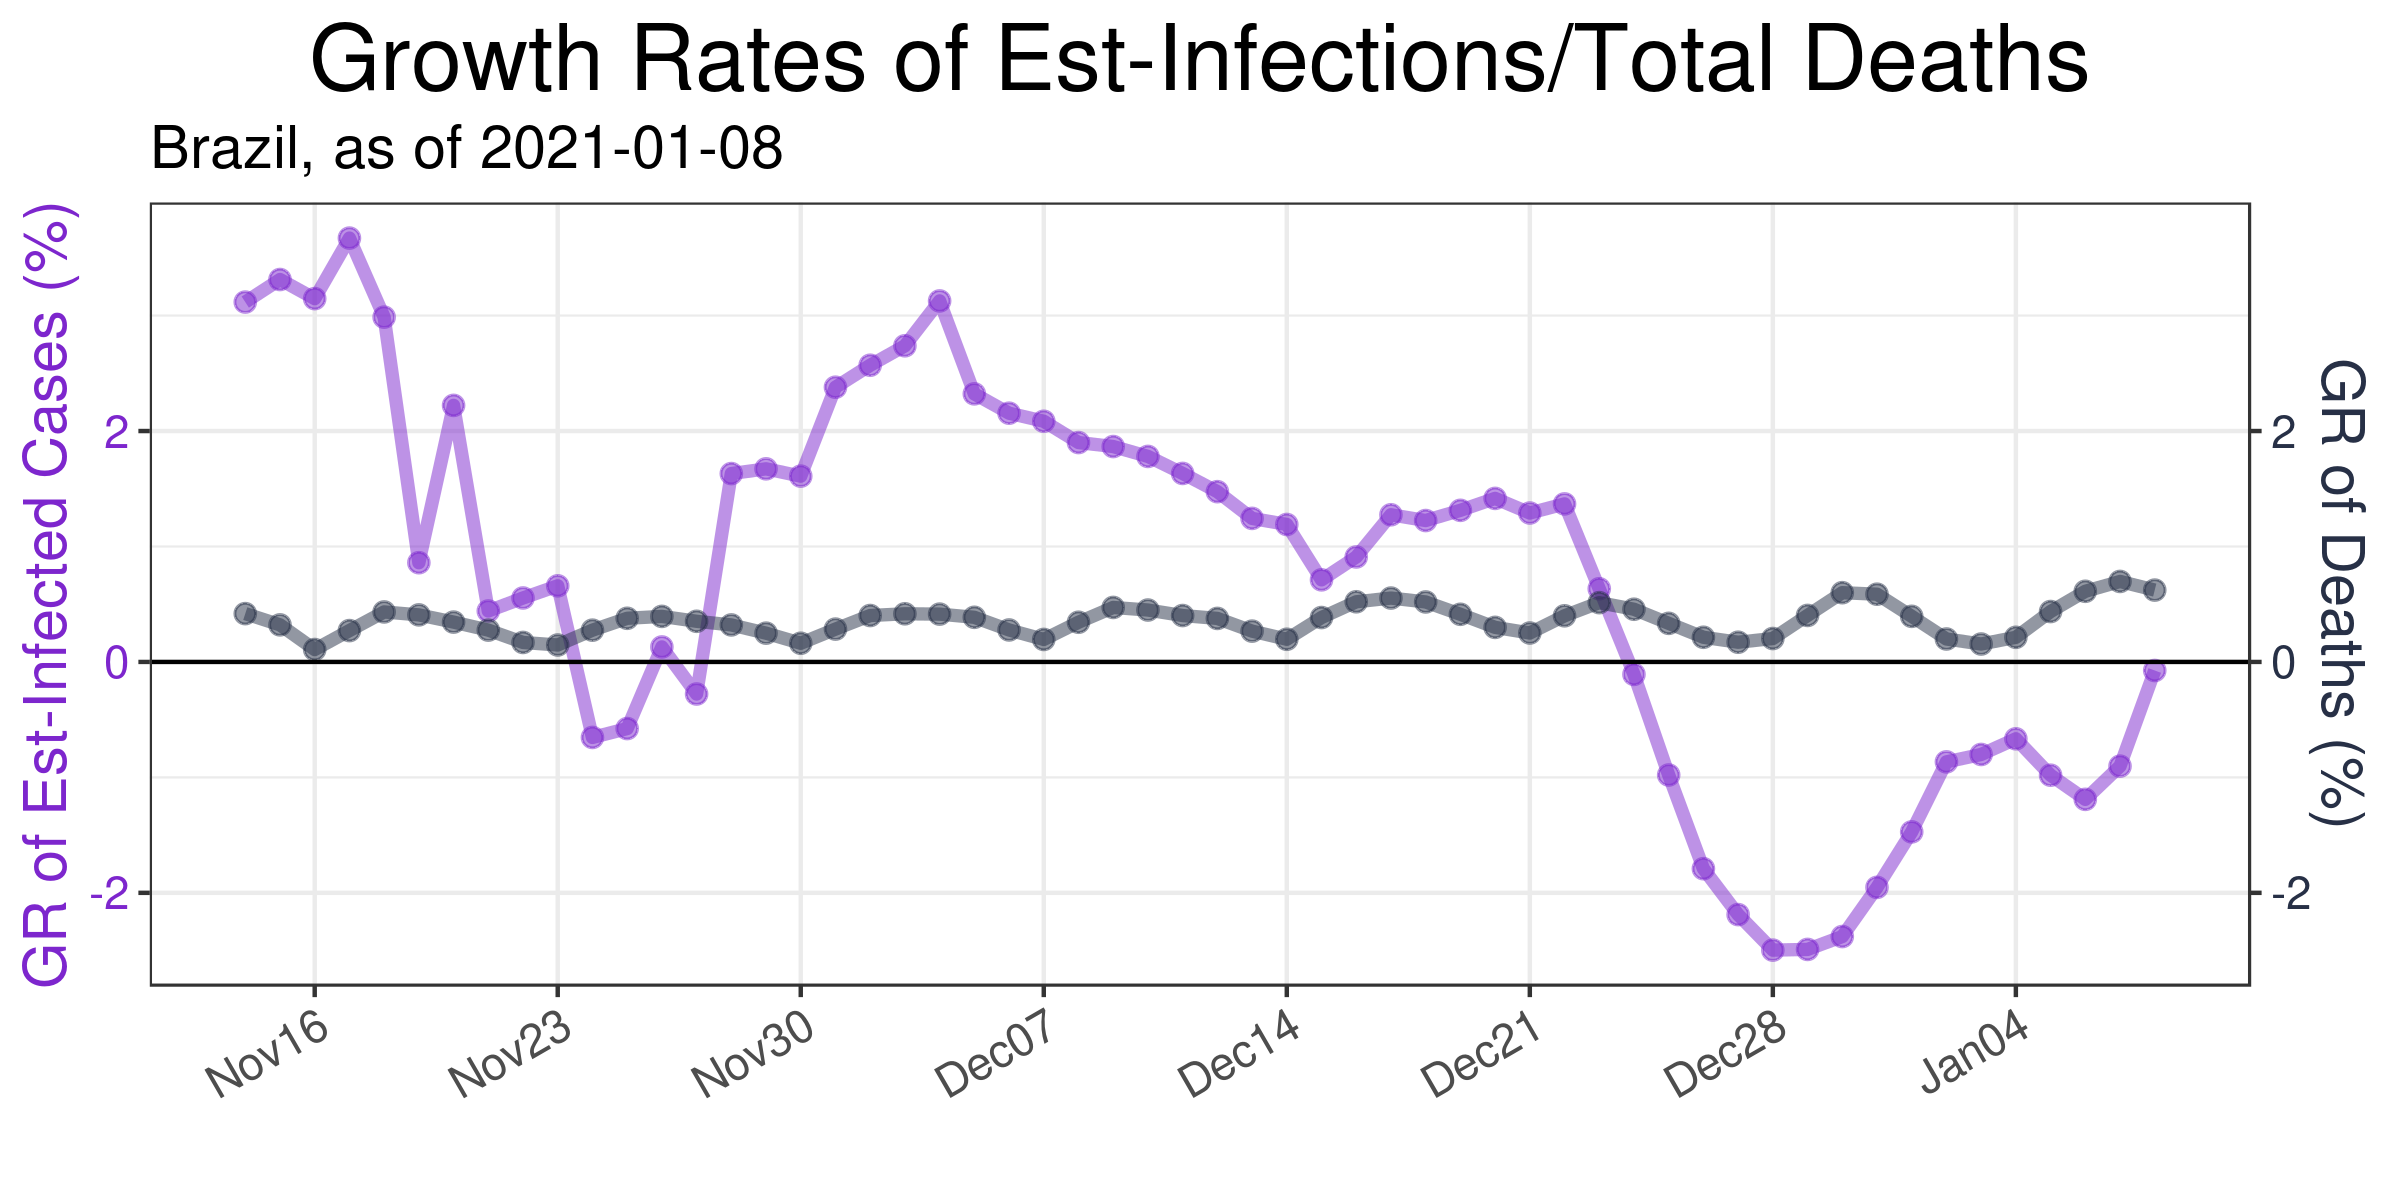 Growth Rates of Est-Infections/Total Deaths
Brazil, as of 2021-01-08
GR of Est-Infected Cases (%)
2
0
-2
2
0
-2
GR of Deaths (%)
Nov16
Nov23
Nov30
Dec07
Dec14
Dec21
Dec28
Jan04